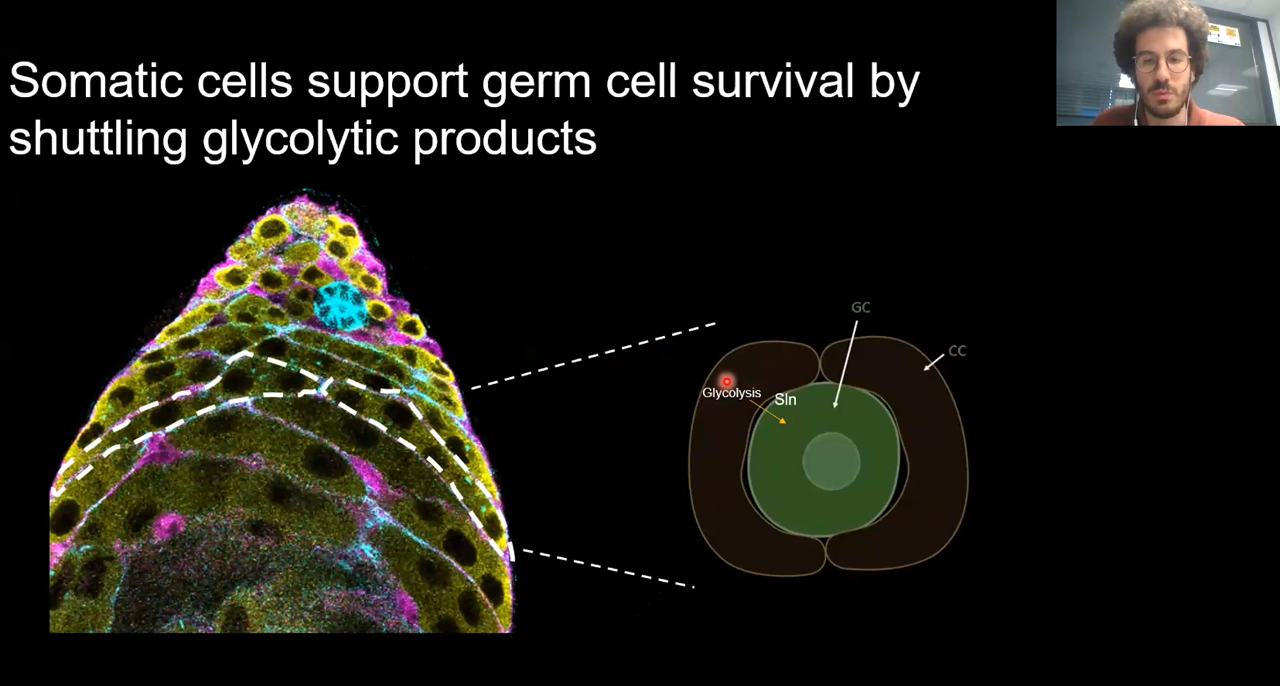 Somatic cells support germ cell survival by
shuttling glycolytic products
GC
CC
Glycolysis
Sln